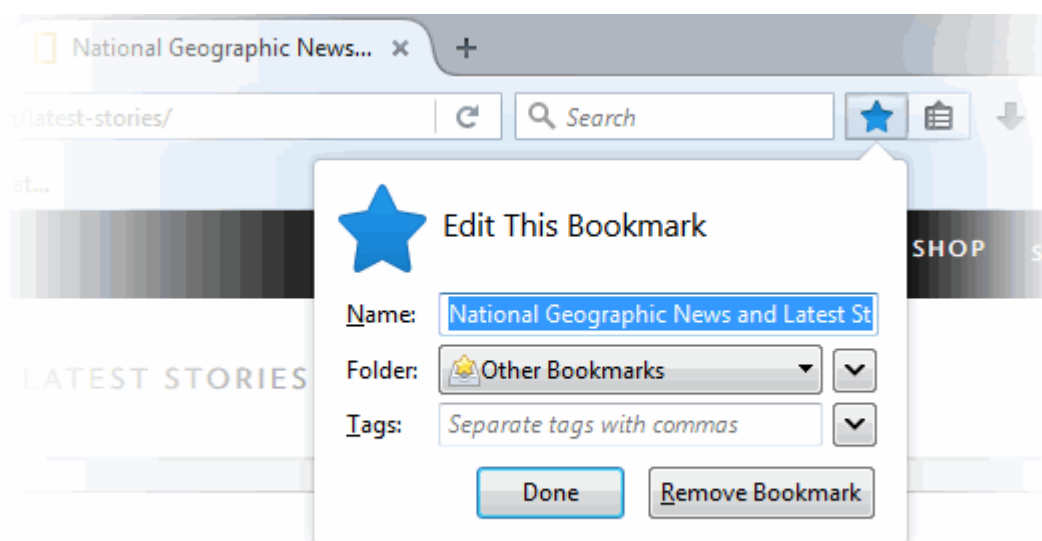 National Geographic News...
/latest-stories/
Search
at...
Edit This Bookmark
SHOP
S
Name: National Geographic News and Latest St
Folder: Other Bookmarks
LATEST STORIES
Tags: Separate tags with commas
Done Remove Bookmark